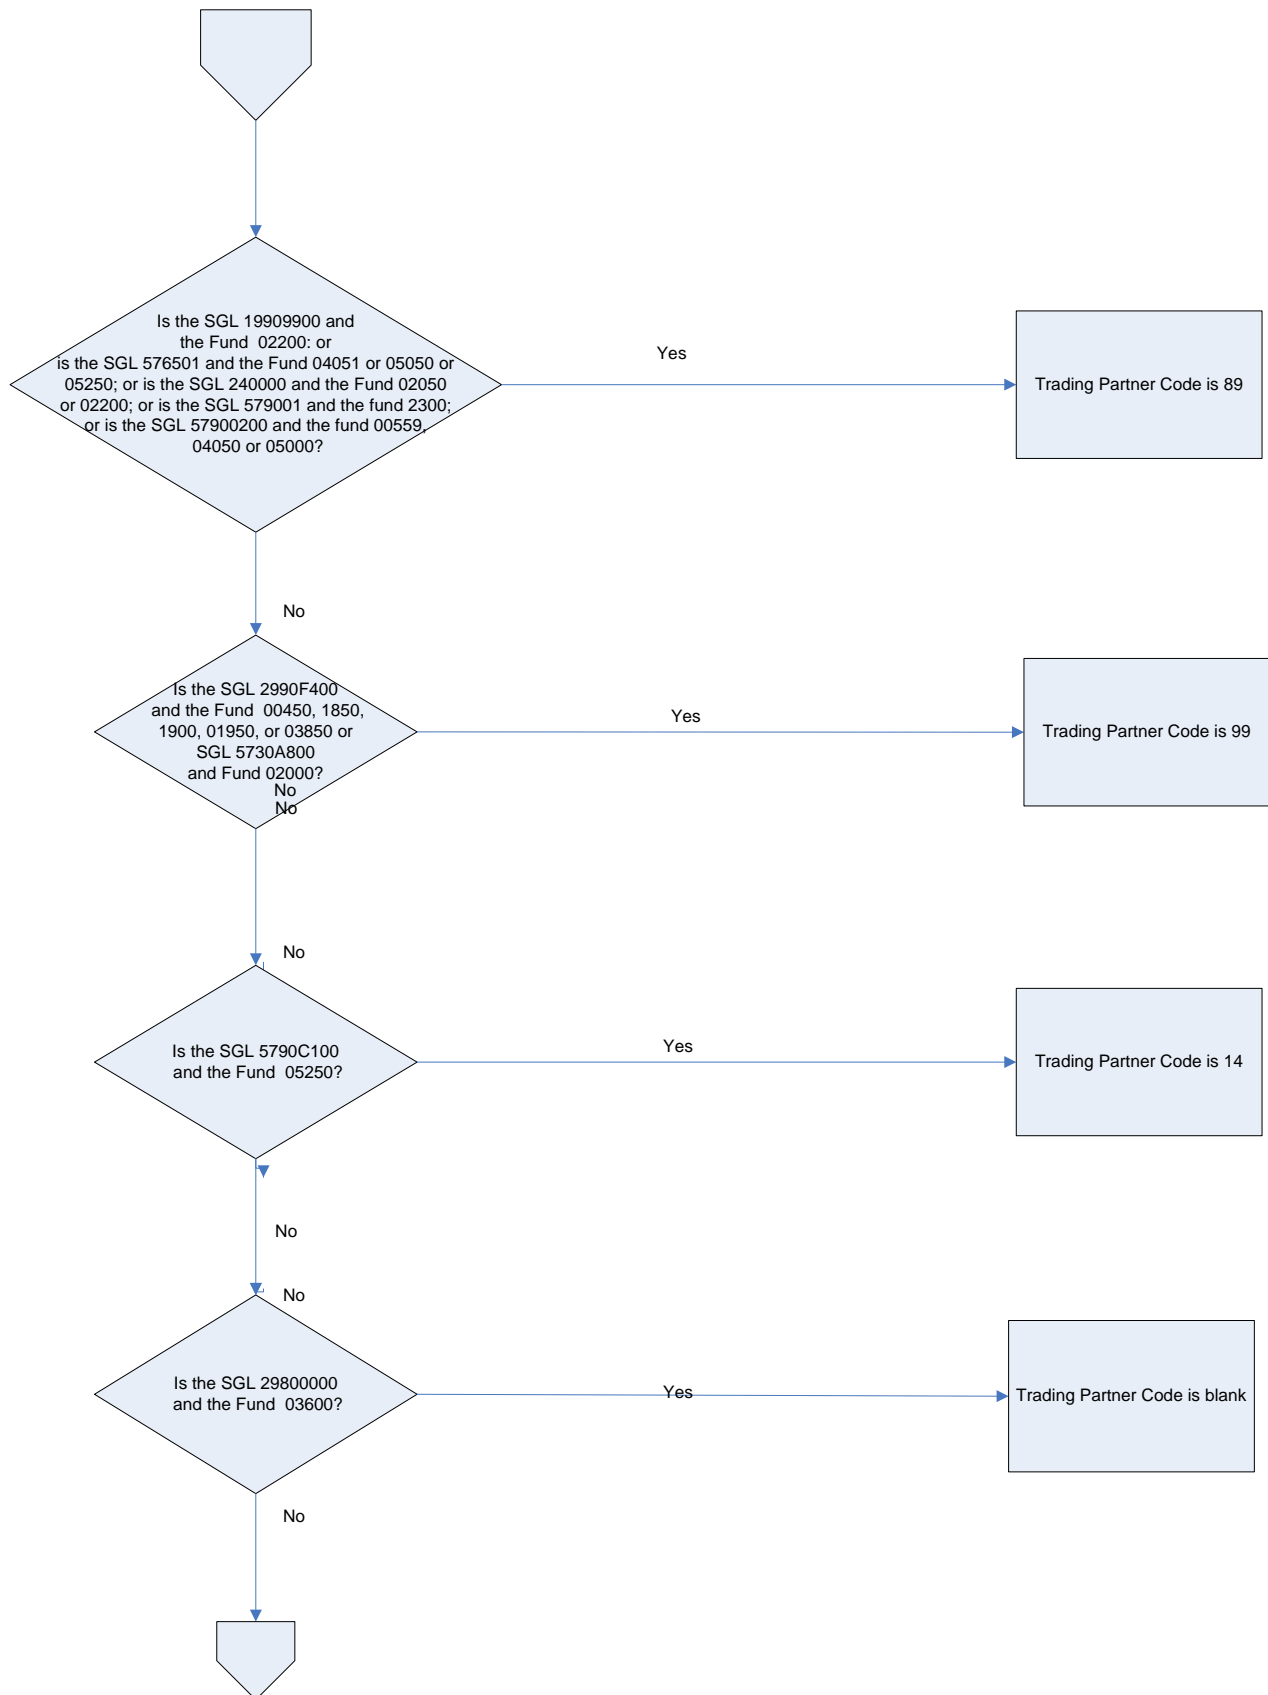 Is the SGL 19909900 and
the Fund 02200: or
is the SGL 576501 and the Fund 04051 or 05050 or
05250; or is the SGL 240000 and the Fund 02050
or 02200; or is the SGL 579001 and the fund 2300;
or is the SGL 57900200 and the fund 00559,
04050 or 05000?
Yes
Trading Partner Code is 89
No
Is the SGL 2990F400
and the Fund 00450, 1850,
1900, 01950, or 03850 or
SGL 5730A800
and Fund 02000?
No
No
Yes
Trading Partner Code is 99
No
Is the SGL 5790C100
and the Fund 05250?
Yes
Trading Partner Code is 14
No
No
Is the SGL 29800000
and the Fund 03600?
Yes
Trading Partner Code is blank
No